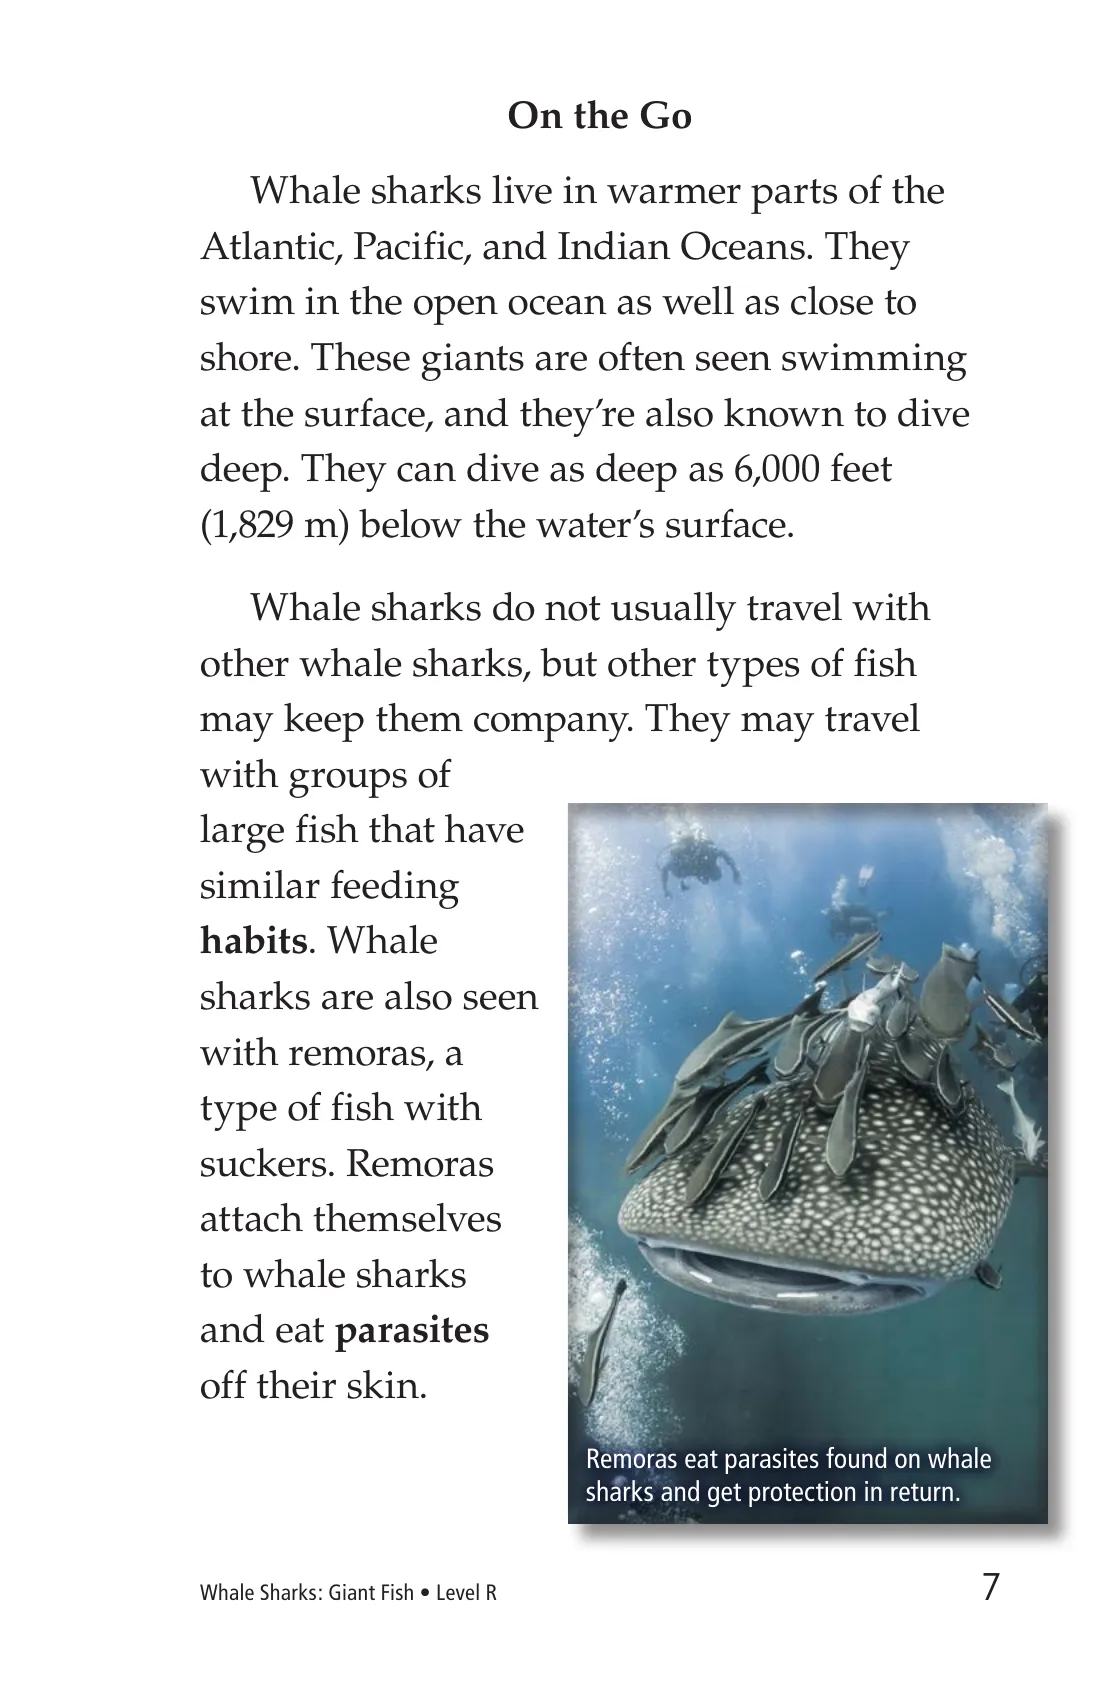 On the Go
Whale sharks live in warmer parts of the
Atlantic, Pacific, and Indian Oceans. They
swim in the open ocean as well as close to
shore. These giants are often seen swimming
at the surface, and they’re also known to dive
deep. They can dive as deep as 6,000 feet
(1,829 m) below the water’s surface.
Whale sharks do not usually travel with
other whale sharks, but other types of fish
may keep them company. They may travel
with groups of
large fish that have
similar feeding
habits. Whale
sharks are also seen
with remoras, a
type of fish with
suckers. Remoras
attach themselves
to whale sharks
and eat parasites
off their skin.
Remoras eat parasites found on whale
sharks and get protection in return.
Whale Sharks: Giant Fish • Level R
7